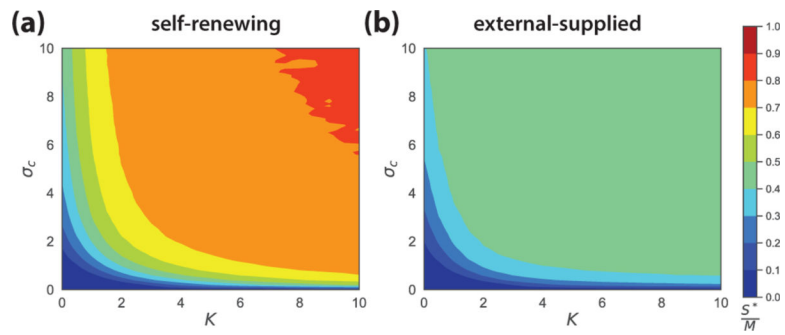 (a) self-renewing
(b) external-supplied
10
8
6
4
2
0
σc
0 2 4 6 8 10
K
10
8
6
4
2
0
σc
0 2 4 6 8 10
K
1.0
0.9
0.8
0.7
0.6
0.5
0.4
0.3
0.2
0.1
0.0
S*
M